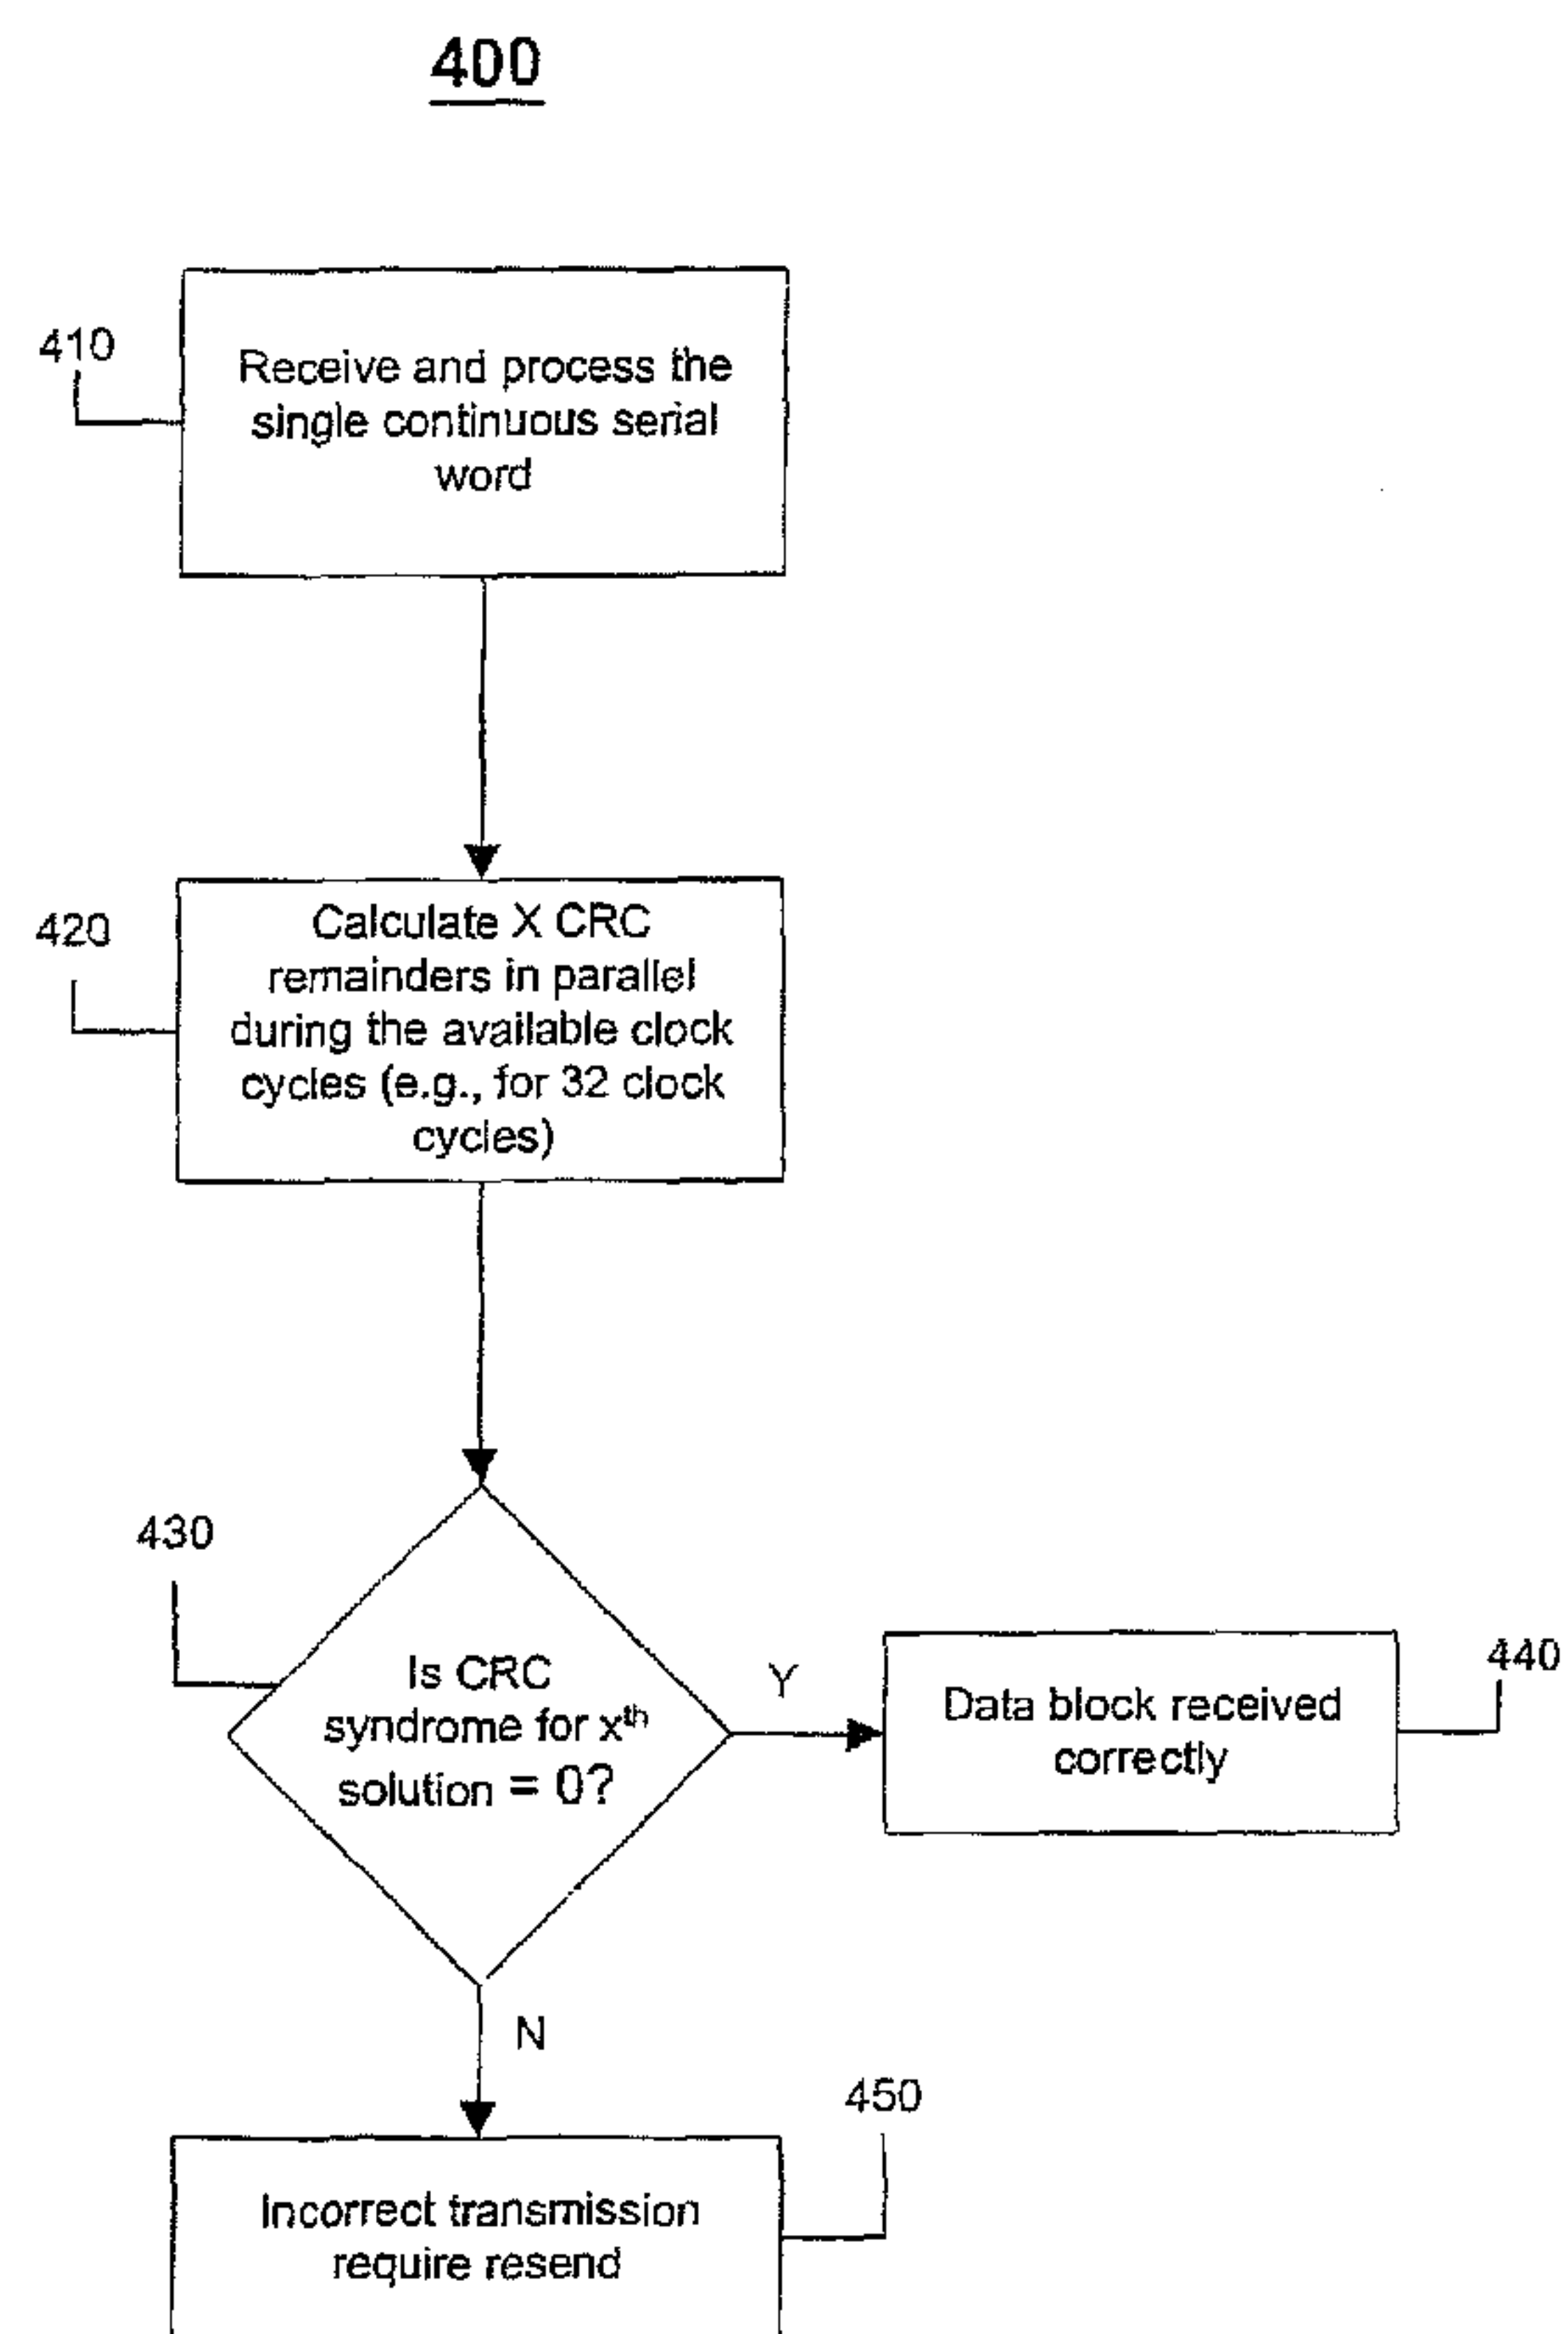 400
410
Receive and process the
single continuous serial
word
420
Calculate X CRC
remainders in parallel
during the available clock
cycles (e.g., for 32 clock
cycles)
430
Is CRC
syndrome for xth
solution = 0?
Y
440
Data block received
correctly
N
450
Incorrect transmission
require resend